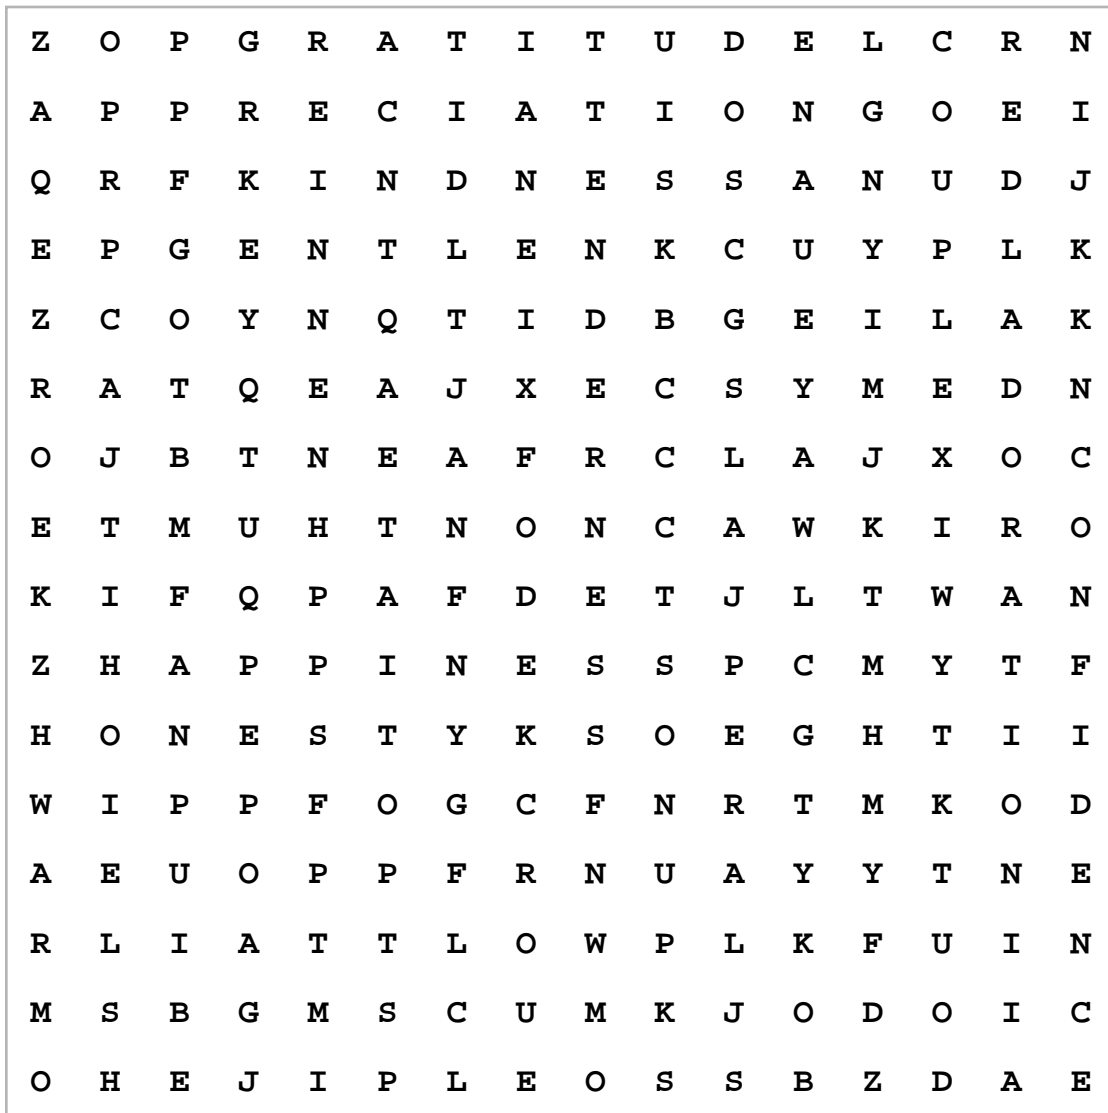 Z O P G R A T I T U D E L C R N
A P P R E C I A T I O N G O E I
Q R F K I N D N E S S A N U D J
E P G E N T L E N K C U Y P L K
Z C O Y N Q T I D B G E I L A K
R A T Q E A J X E C S Y M E D N
O J B T N E A F R C L A J X O C
E T M U H T N O N C A W K I R O
K I F Q P A F D E T J L T W A N
Z H A P P I N E S S P C M Y T F
H O N E S T Y K S O E G H T I I
W I P P F O G C F N R T M K O D
A E U O P P F R N U A Y Y T N E
R L I A T T L O W P L K F U I N
M S B G M S C U M K J O D O I C
O H E J I P L E O S S B Z D A E